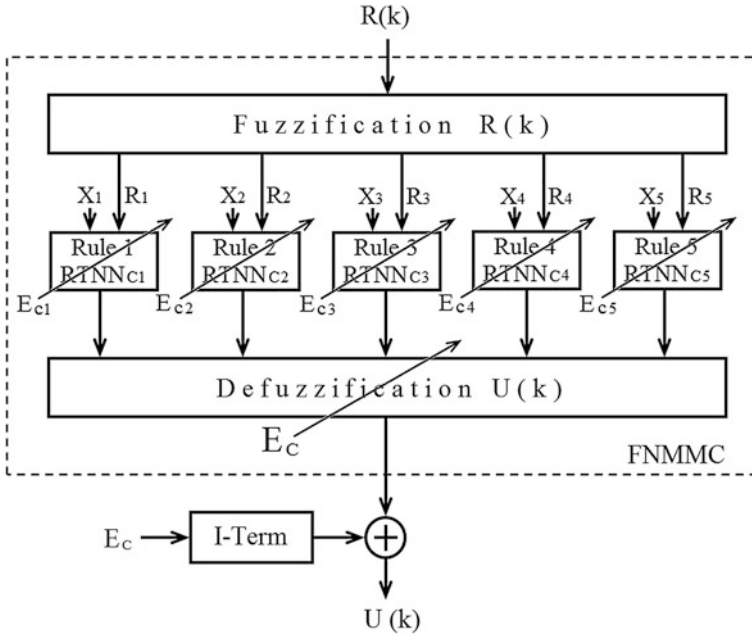 R(k)
Fuzzification R(k)
X1 R1 X2 R2 X3 R3 X4 R4 X5 R5
Rule 1 Rule 2 Rule 3 Rule 4 Rule 5
RTNNC1 RTNNC2 RTNNC3 RTNNC4 RTNNC5
Ec1 Ec2 Ec3 Ec4 Ec5
Defuzzification U(k)
Ec
FNMMC
Ec I-Term +
U(k)